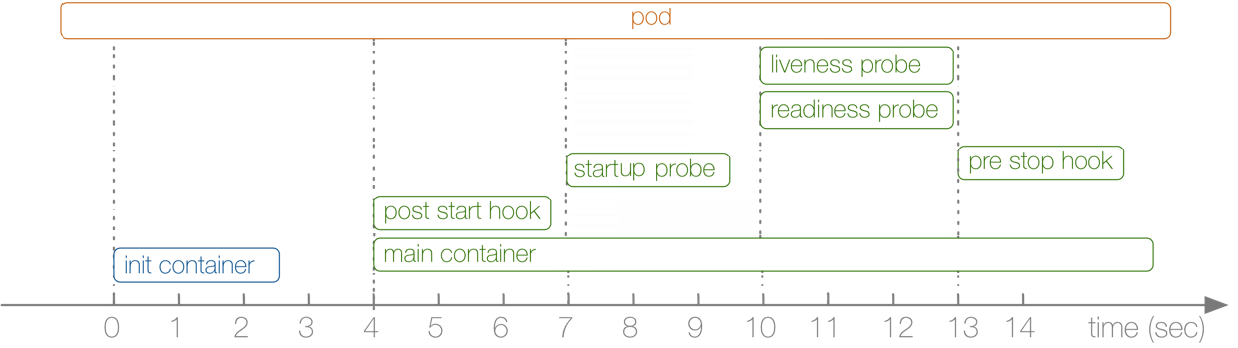 pod
liveness probe
readiness probe
pre stop hook
startup probe
post start hook
main container
init container
0 1 2 3 4 5 6 7 8 9 10 11 12 13 14 time (sec)